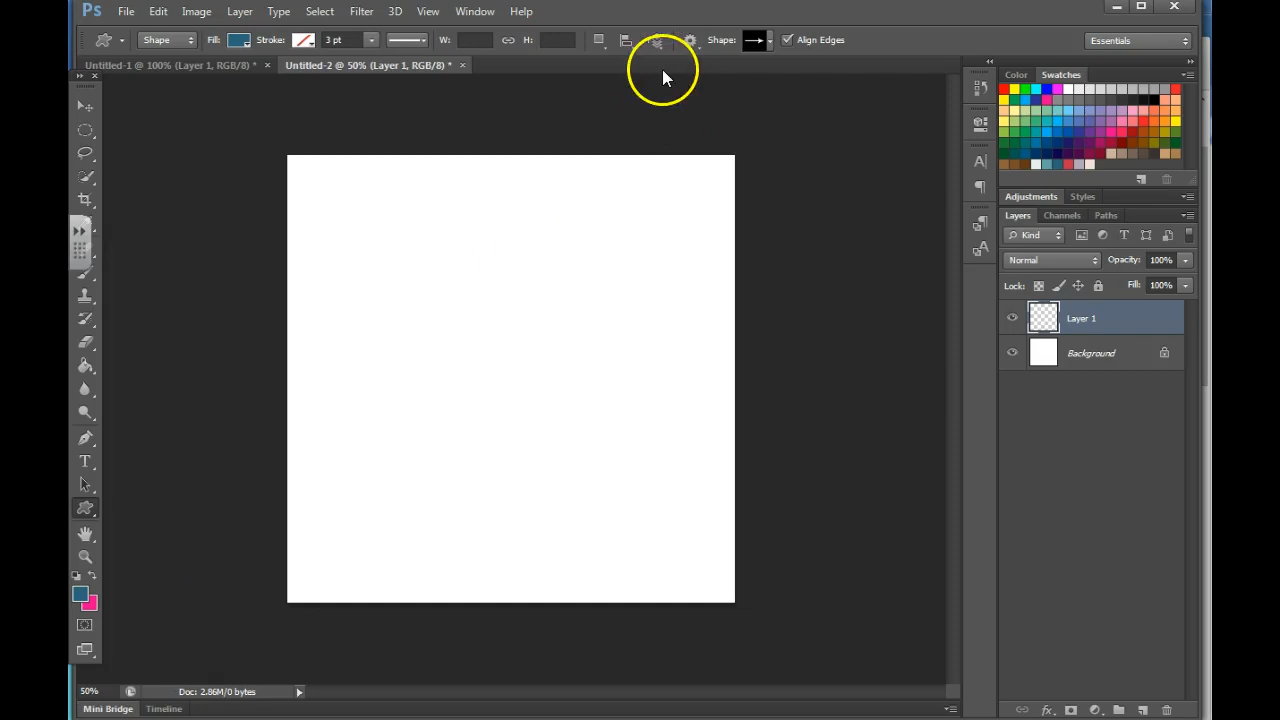 Ps File Edit Image Layer Type Select Filter 3D View Window Help
Shape Fill: Stroke: 3 pt W: H: Shape: Align Edges Essentials
Untitled-1 @ 100% (Layer 1, RGB/8) * × Untitled-2 @ 50% (Layer 1, RGB/8) * ×
Color Swatches
Adjustments Styles
Layers Channels Paths
Kind
Normal Opacity: 100%
Lock: Fill: 100%
Layer 1
Background
50% Doc: 2.86M/0 bytes
Mini Bridge Timeline